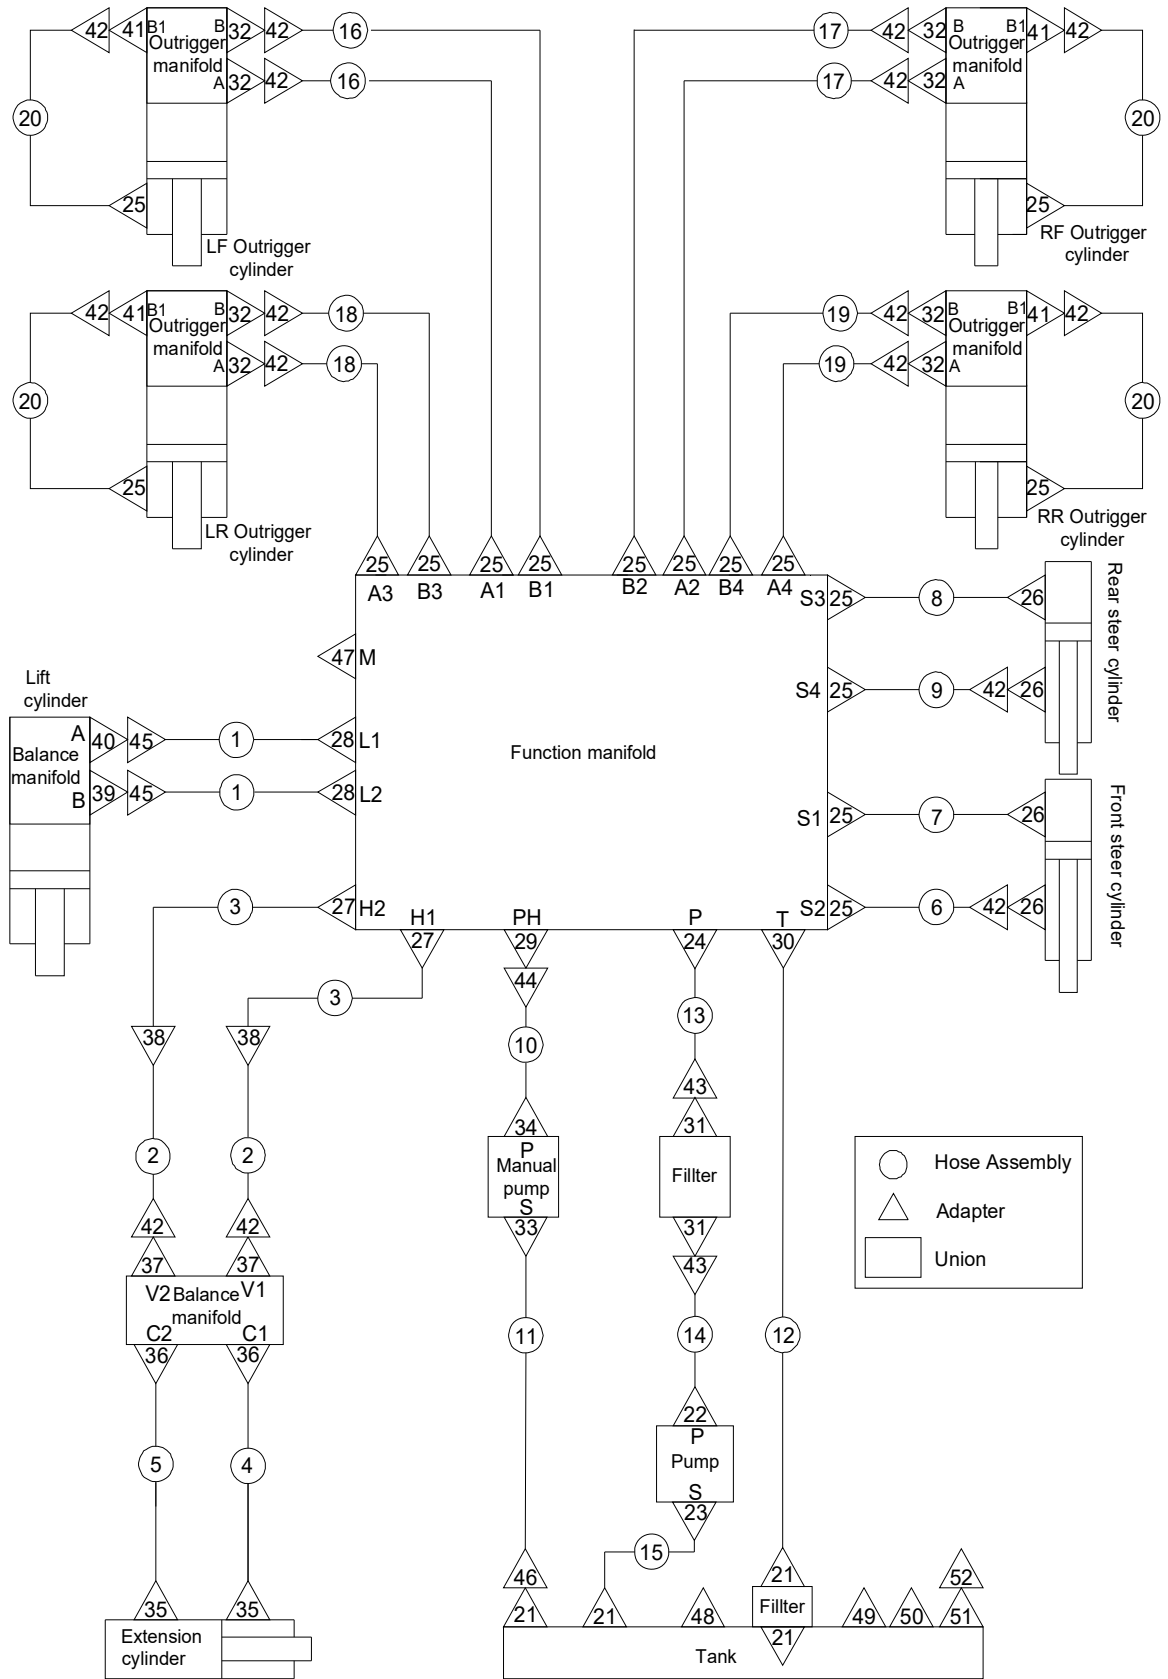 42 41 B1 B 32 42 16
Outrigger
manifold
A 32 42 16
20
25
LF Outrigger
cylinder
17 42 32 B B1 41 42
Outrigger
manifold
17 42 32 A
20
25
RF Outrigger
cylinder
42 41 B1 B 32 42 18
Outrigger
manifold
A 32 42 18
20
25
LR Outrigger
cylinder
19 42 32 B B1 41 42
Outrigger
manifold
19 42 32 A
20
25
RR Outrigger
cylinder
25 25 25 25 25 25 25 25
A3 B3 A1 B1 B2 A2 B4 A4
S3 25 8 26
Rear steer cylinder
47 M
S4 25 9 42 26
Lift
cylinder
A 40 45 1 28 L1
Balance
manifold
B 39 45 1 28 L2
Function manifold
S1 25 7 26
Front steer cylinder
S2 25 6 42 26
3 27 H2
H1 PH P T
27 29 24 30
44
3
13
38 38
10
43
34 31
2 2
P
Manual
pump
S
Fillter
33 31
42 42
43
37 37
V2 Balance V1
manifold
C2 C1
36 36
11 14 12
22
P
Pump
S
23
5 4
15
46 21 52
35 35
21 21 48 Fillter 49 50 51
21
Extension
cylinder
Tank
Hose Assembly
Adapter
Union